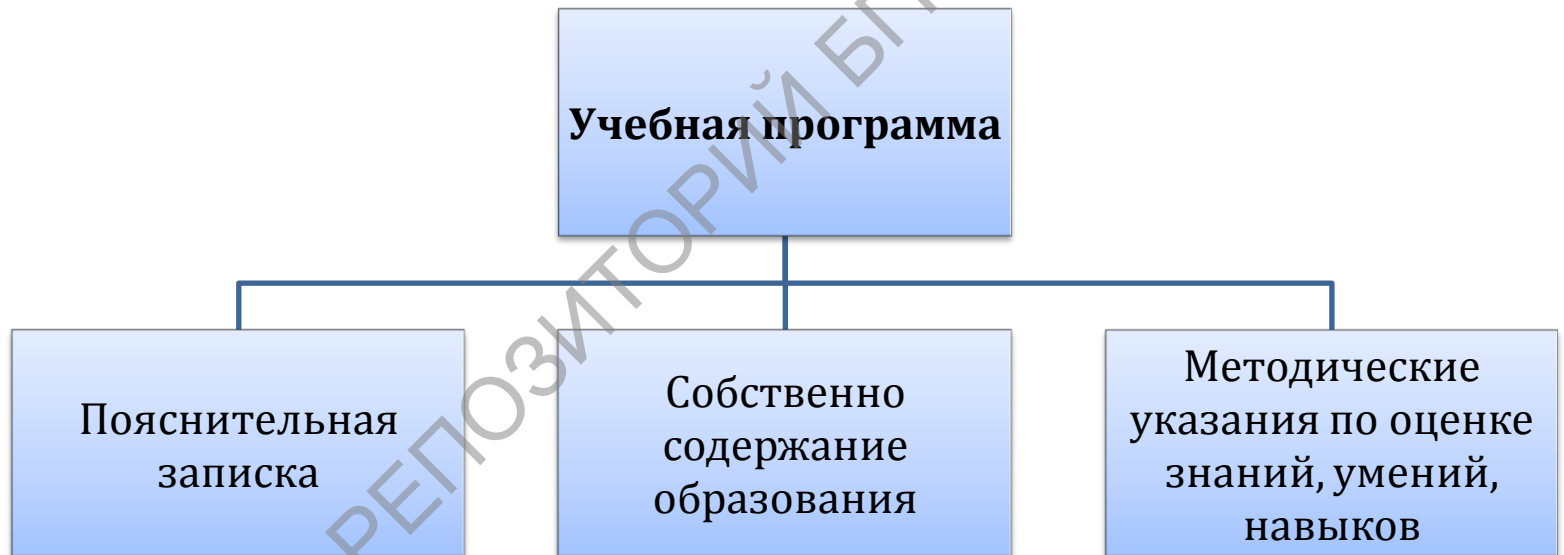 Учебная программа
Пояснительная
записка
Собственно
содержание
образования
Методические
указания по оценке
знаний, умений,
навыков
РЕПОЗИТОРИЙ